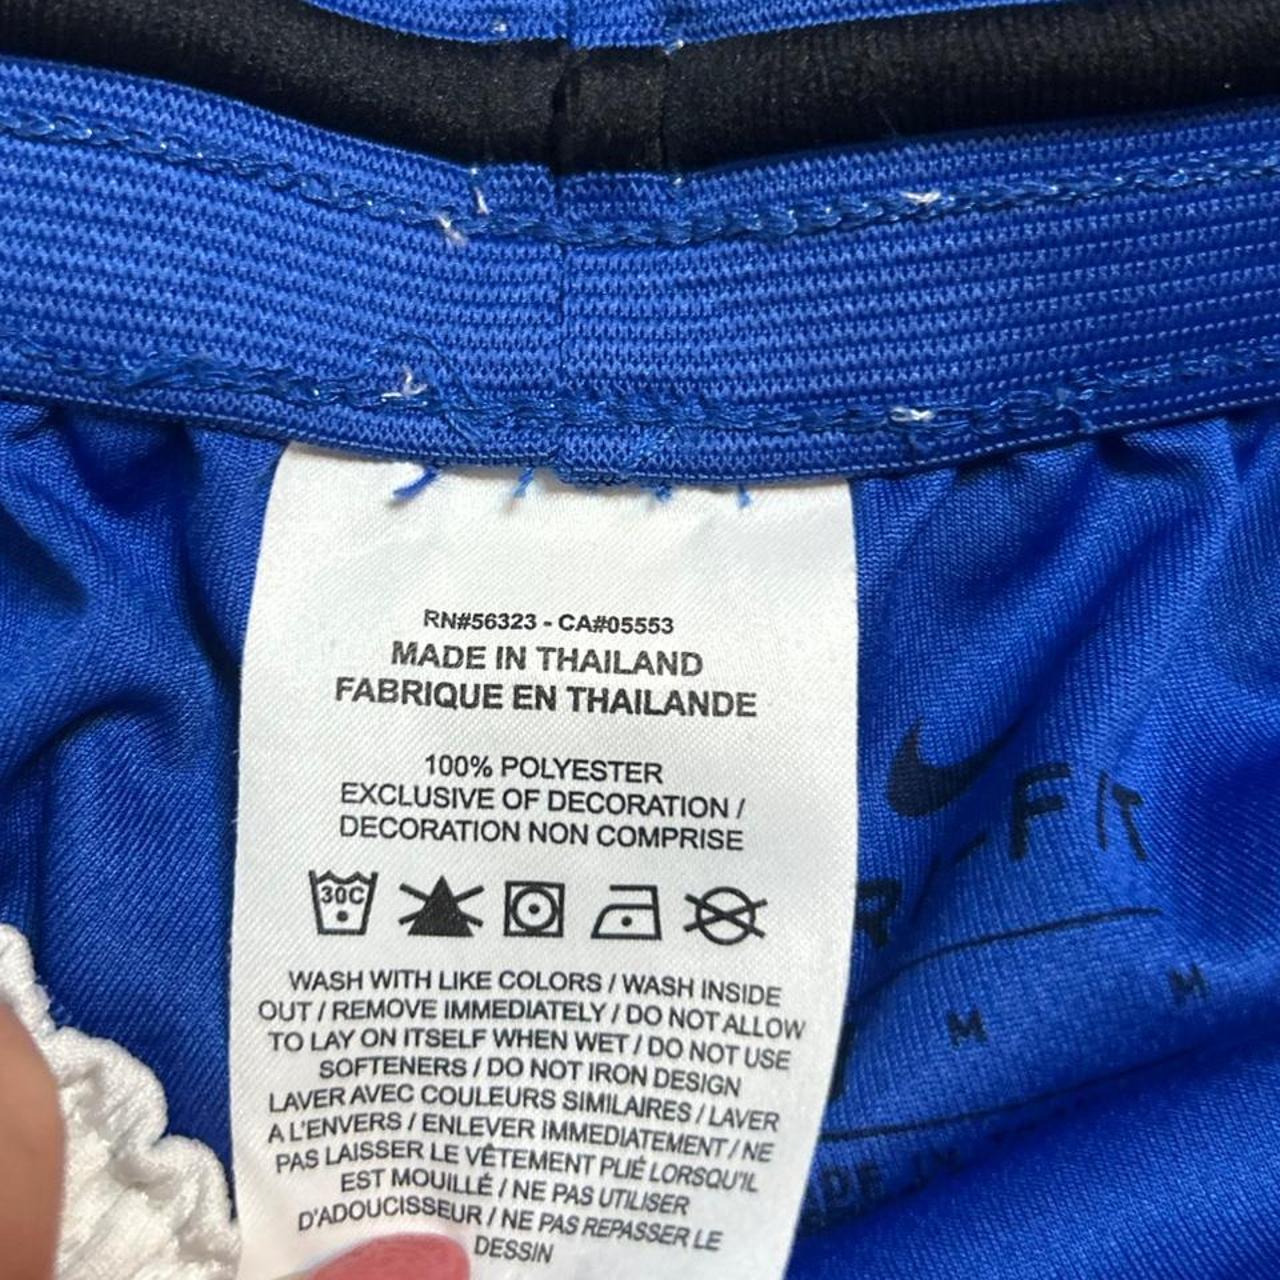 RN#56323 - CA#05553
MADE IN THAILAND
FABRIQUE EN THAILANDE
100% POLYESTER
EXCLUSIVE OF DECORATION /
DECORATION NON COMPRISE
30C
WASH WITH LIKE COLORS / WASH INSIDE
OUT / REMOVE IMMEDIATELY / DO NOT ALLOW
TO LAY ON ITSELF WHEN WET / DO NOT USE
SOFTENERS / DO NOT IRON DESIGN
LAVER AVEC COULEURS SIMILAIRES / LAVER
A L'ENVERS / ENLEVER IMMEDIATEMENT / NE
PAS LAISSER LE VÊTEMENT PLIÉ LORSQU'IL
EST MOUILLÉ / NE PAS UTILISER
D'ADOUCISSEUR / NE PAS REPASSER LE
DESSIN
-FIT
M M